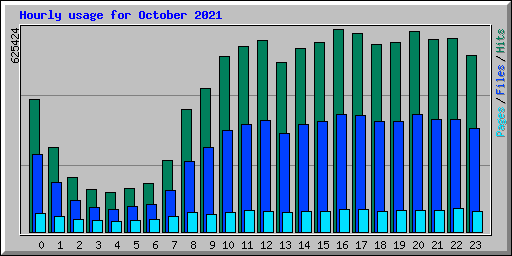 Hourly usage for October 2021
625424
Pages / Files / Hits
0 1 2 3 4 5 6 7 8 9 10 11 12 13 14 15 16 17 18 19 20 21 22 23